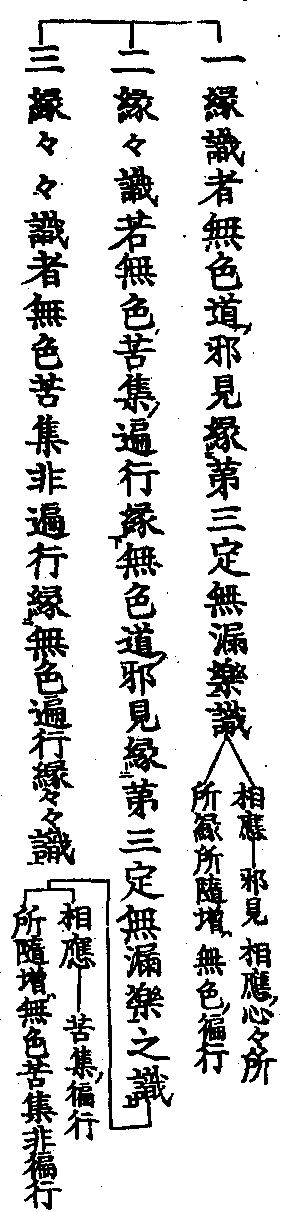 一緣識者無色道邪見緣第三定無漏樂識
相應―邪見相應心々所
所緣所隨增無色徧行
二緣々識若無色苦集遍行緣無色道邪見緣第三定無漏樂之識
三緣々々識者無色苦集非遍行緣無色遍行緣々々識
相應―苦集徧行
所隨增無色苦集非徧行